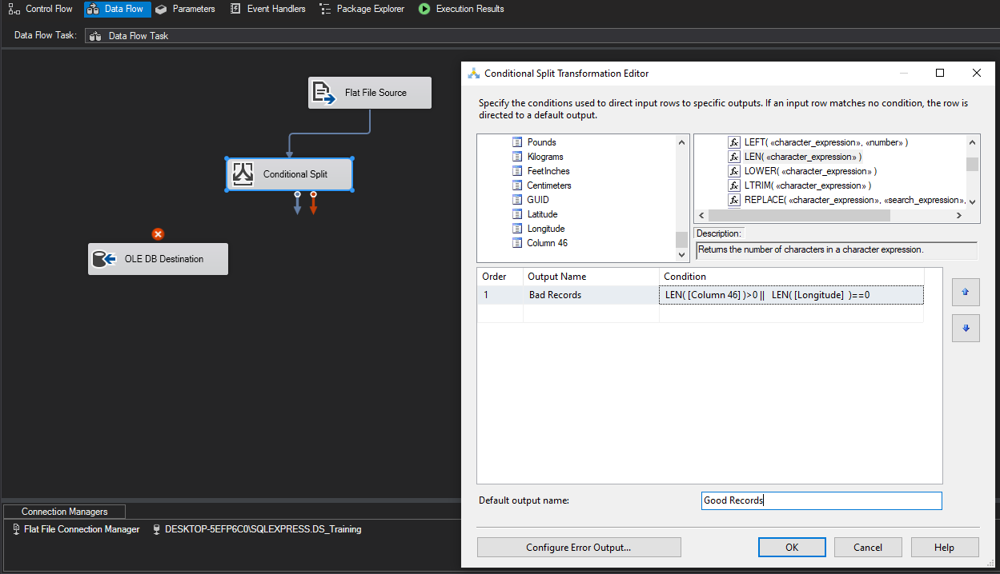 Control Flow
Data Flow
Parameters
Event Handlers
Package Explorer
Execution Results
Data Flow Task:
Data Flow Task
Flat File Source
Conditional Split
OLE DB Destination
Connection Managers
Flat File Connection Manager
DESKTOP-5EFP6C0\SQLEXPRESS.DS_Training
Conditional Split Transformation Editor
Specify the conditions used to direct input rows to specific outputs. If an input row matches no condition, the row is
directed to a default output.
Pounds
Kilograms
FeetInches
Centimeters
GUID
Latitude
Longitude
Column 46
fx LEFT( «character_expression», «number» )
fx LEN( «character_expression» )
fx LOWER( «character_expression» )
fx LTRIM( «character_expression» )
fx REPLACE( «character_expression», «search_expression»,
Description:
Returns the number of characters in a character expression.
Order Output Name Condition
1 Bad Records LEN( [Column 46] )>0 || LEN( [Longitude] )==0
Default output name:
Good Records
Configure Error Output...
OK
Cancel
Help